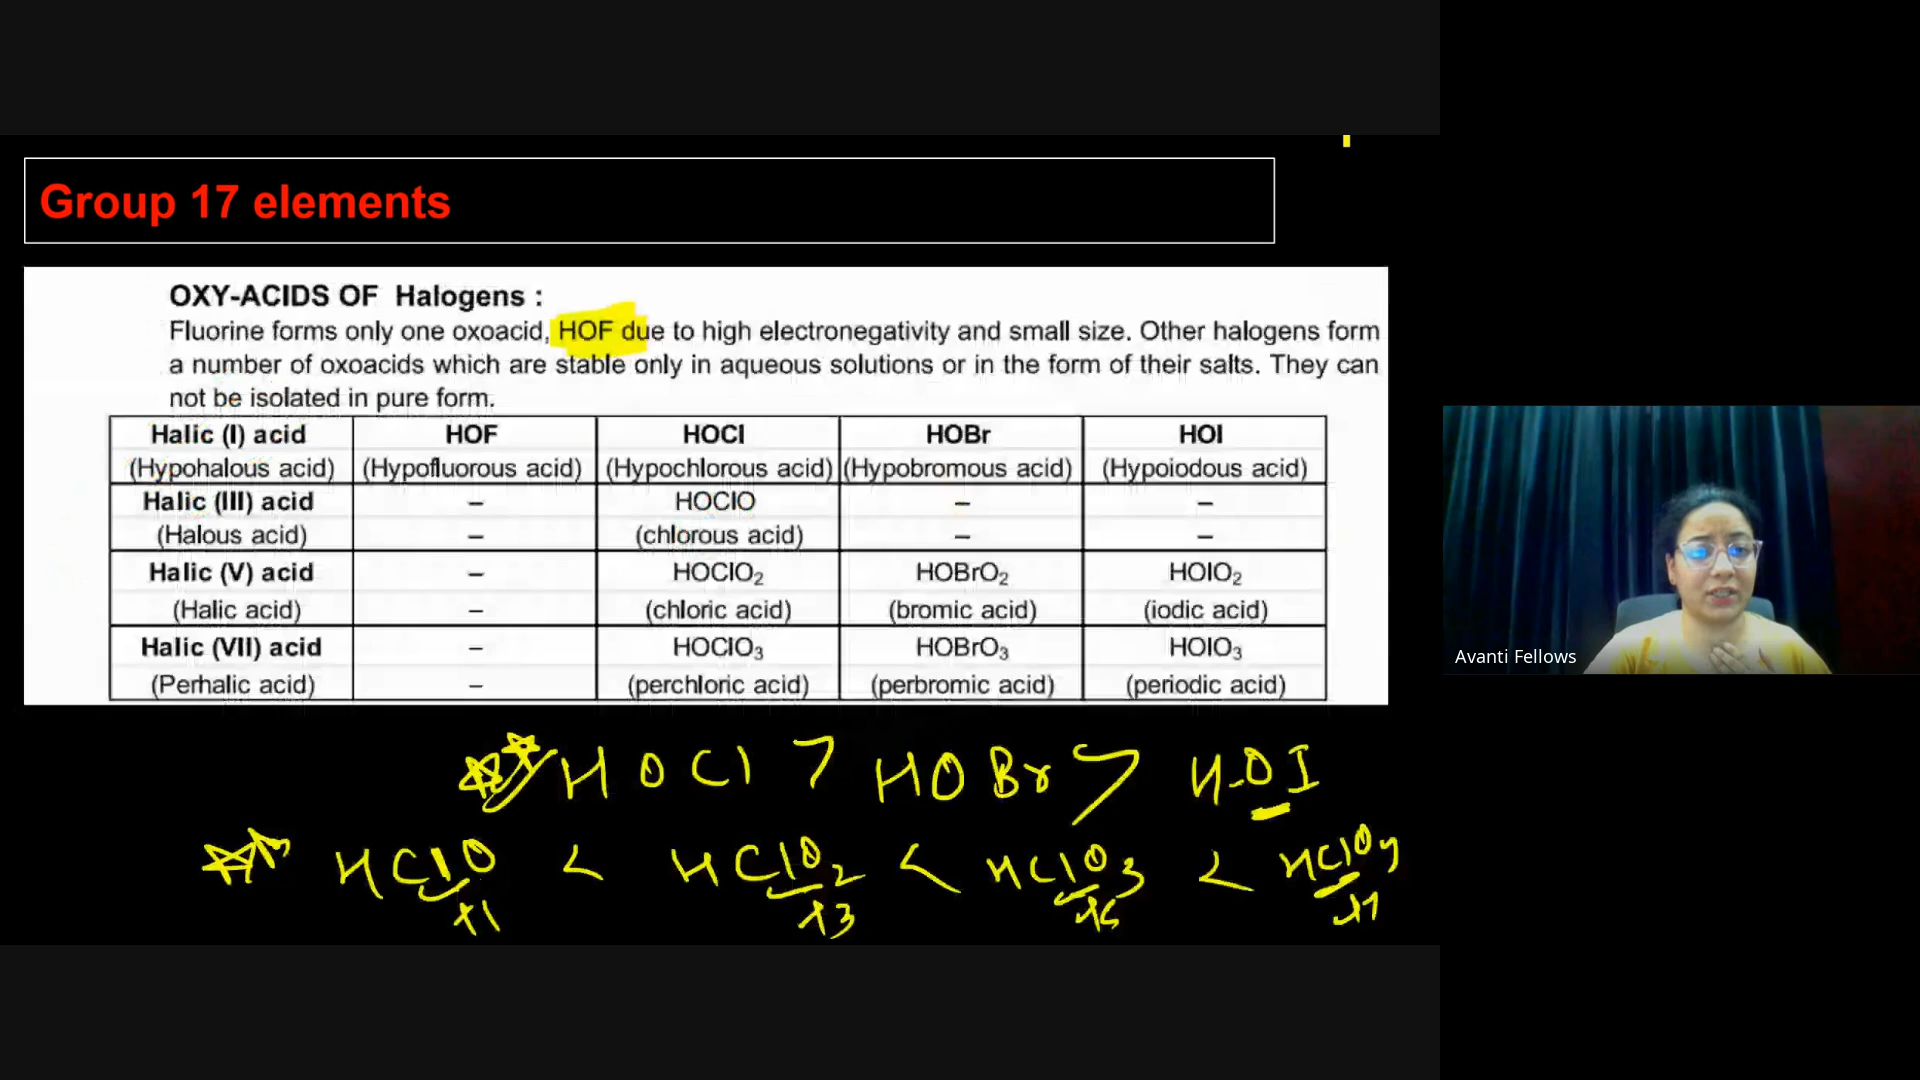 Group 17 elements
OXY-ACIDS OF Halogens :
Fluorine forms only one oxoacid, HOF due to high electronegativity and small size. Other halogens form
a number of oxoacids which are stable only in aqueous solutions or in the form of their salts. They can
not be isolated in pure form.
Halic (I) acid HOF HOCl HOBr HOI
(Hypohalous acid) (Hypofluorous acid) (Hypochlorous acid) (Hypobromous acid) (Hypoiodous acid)
Halic (III) acid – HOClO – –
(Halous acid) – (chlorous acid) – –
Halic (V) acid – HOClO₂ HOBrO₂ HOIO₂
(Halic acid) – (chloric acid) (bromic acid) (iodic acid)
Halic (VII) acid – HOClO₃ HOBrO₃ HOIO₃
(Perhalic acid) – (perchloric acid) (perbromic acid) (periodic acid)
Avanti Fellows
HOCl > HOBr > H-OI
HClO < HClO₂ < HClO₃ < HClO₄
+1 +3 +5 +7